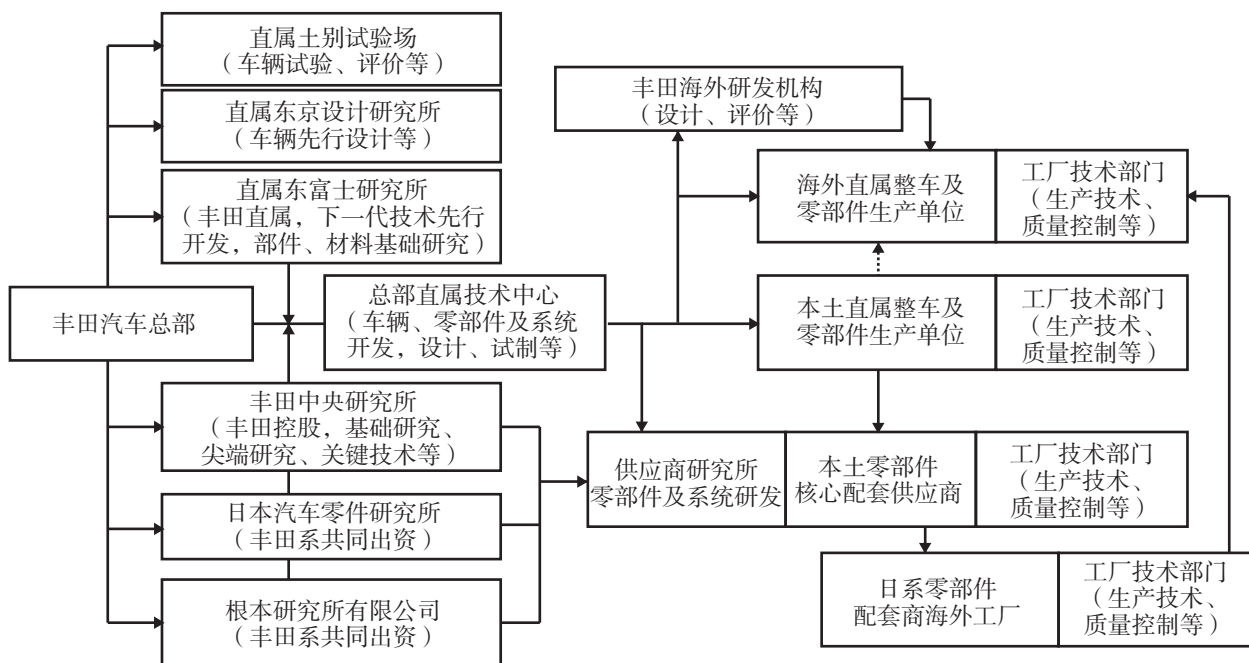 直属土别试验场
（车辆试验、评价等）
直属东京设计研究所
（车辆先行设计等）
直属东富士研究所
（丰田直属，下一代技术先行
开发，部件、材料基础研究）
丰田汽车总部
总部直属技术中心
（车辆、零部件及系统
开发，设计、试制等）
丰田中央研究所
（丰田控股，基础研究、
尖端研究、关键技术等）
日本汽车零件研究所
（丰田系共同出资）
根本研究所有限公司
（丰田系共同出资）
丰田海外研发机构
（设计、评价等）
海外直属整车及
零部件生产单位
工厂技术部门
（生产技术、
质量控制等）
本土直属整车及
零部件生产单位
工厂技术部门
（生产技术、
质量控制等）
供应商研究所
零部件及系统研发
本土零部件
核心配套供应商
工厂技术部门
（生产技术、
质量控制等）
日系零部件
配套商海外工厂
工厂技术部门
（生产技术、
质量控制等）